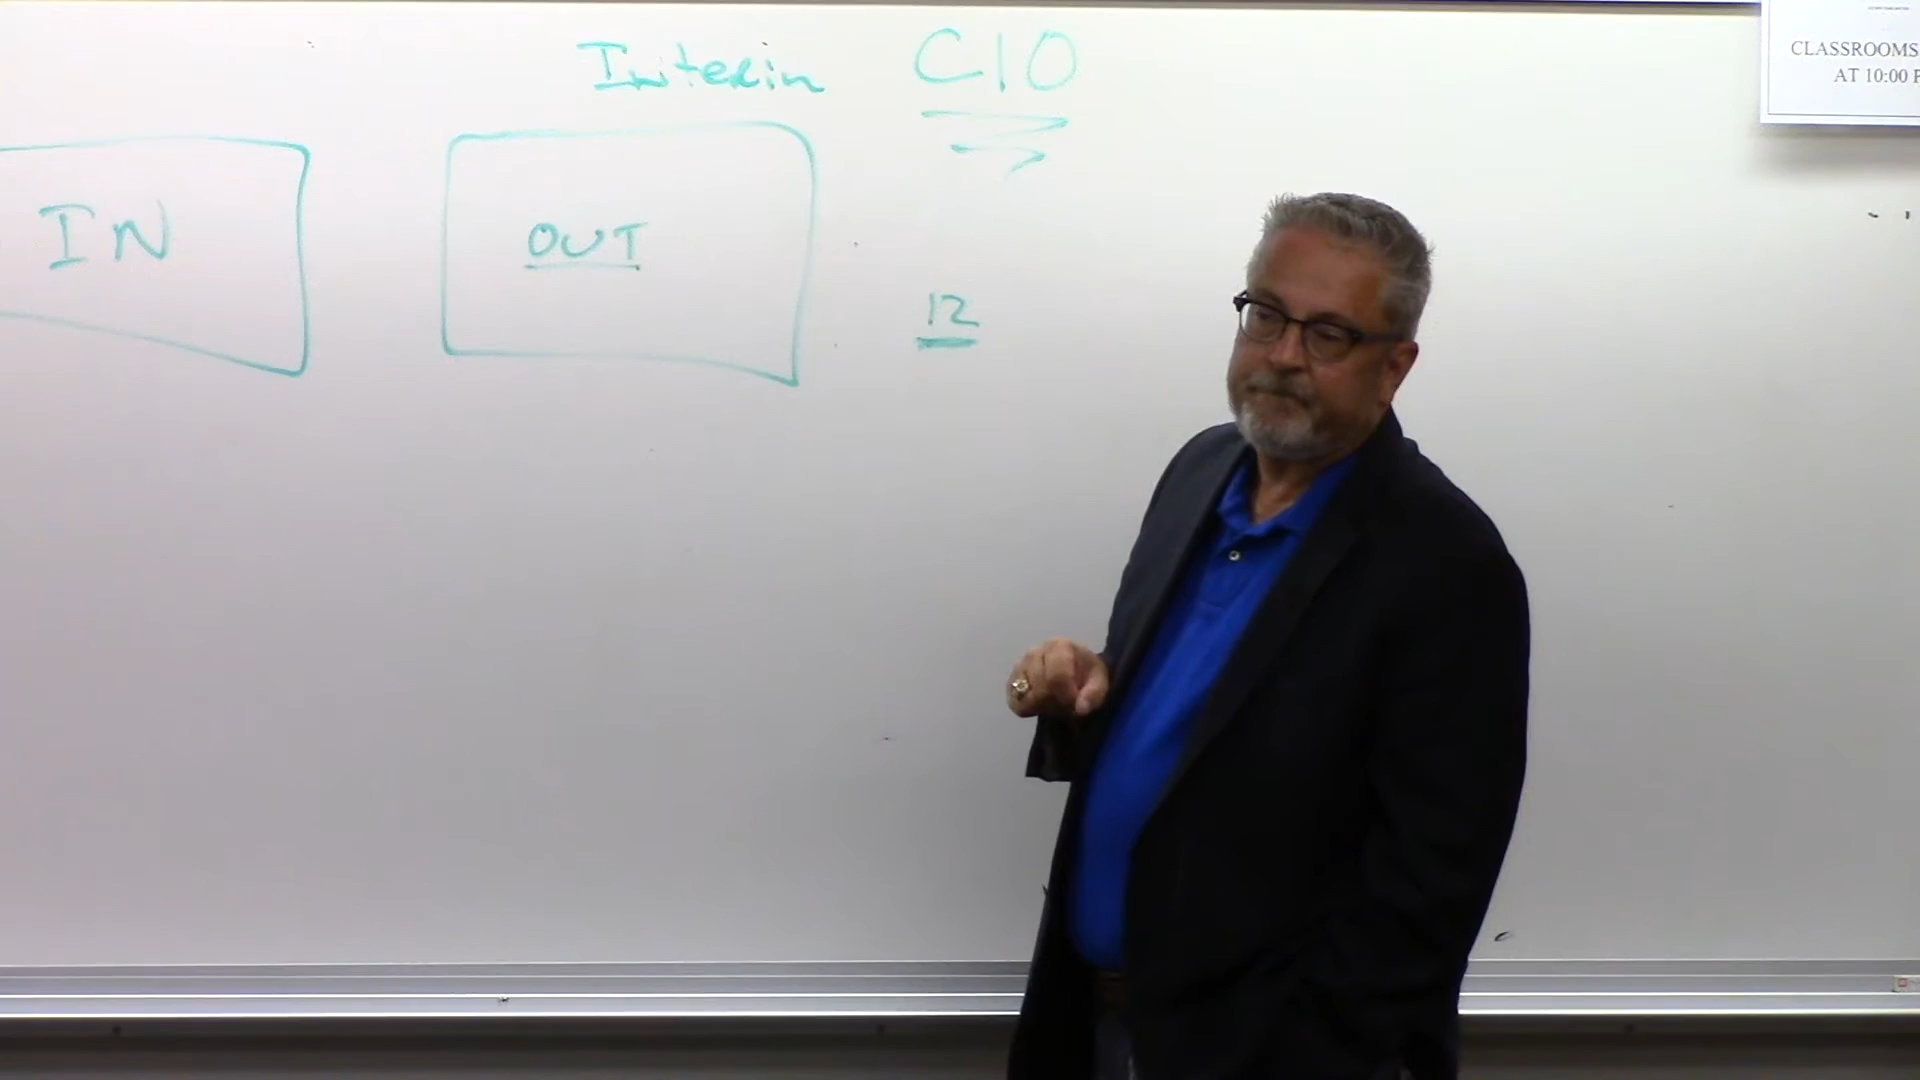 Interim CIO
IN
OUT
12
CLASSROOMS
AT 10:00 P